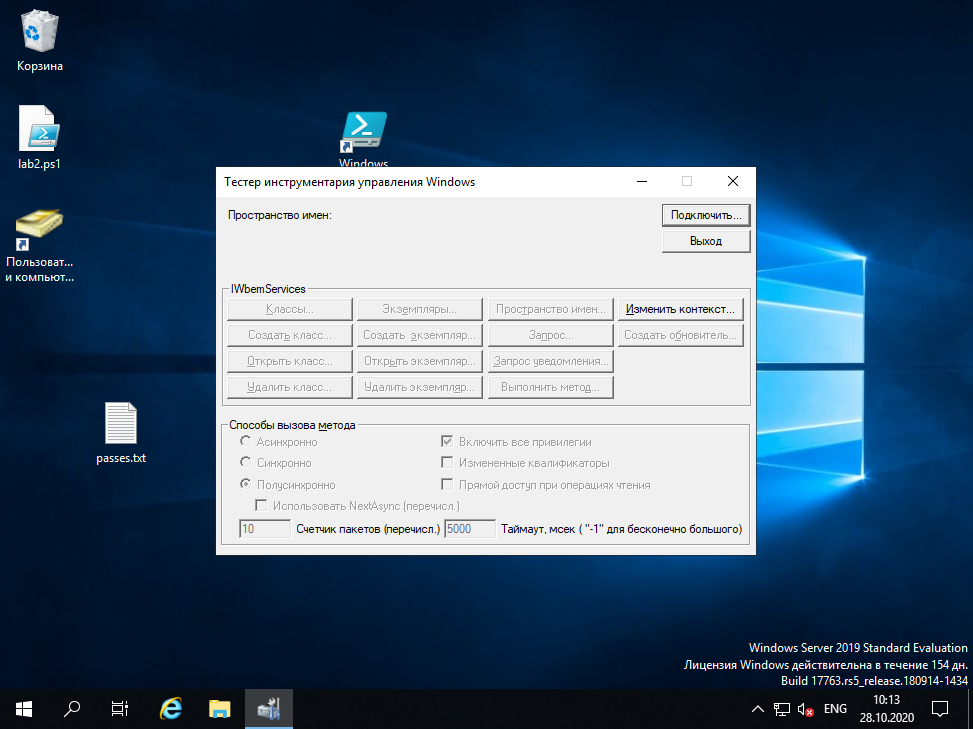 Корзина
lab2.ps1
Windows
Пользоват...
и компьют...
passes.txt
Тестер инструментария управления Windows
Пространство имен:
Подключить...
Выход
IWbemServices
Классы...
Экземпляры...
Пространство имен...
Изменить контекст...
Создать класс...
Создать экземпляр...
Запрос...
Создать обновитель...
Открыть класс...
Открыть экземпляр...
Запрос уведомления...
Удалить класс...
Удалить экземпляр...
Выполнить метод...
Способы вызова метода
Асинхронно
Включить все привилегии
Синхронно
Измененные квалификаторы
Полусинхронно
Прямой доступ при операциях чтения
Использовать NextAsync (перечисл.)
10
Счетчик пакетов (перечисл.)
5000
Таймаут, мсек ( "-1" для бесконечно большого)
Windows Server 2019 Standard Evaluation
Лицензия Windows действительна в течение 154 дн.
Build 17763.rs5_release.180914-1434
ENG
10:13
28.10.2020